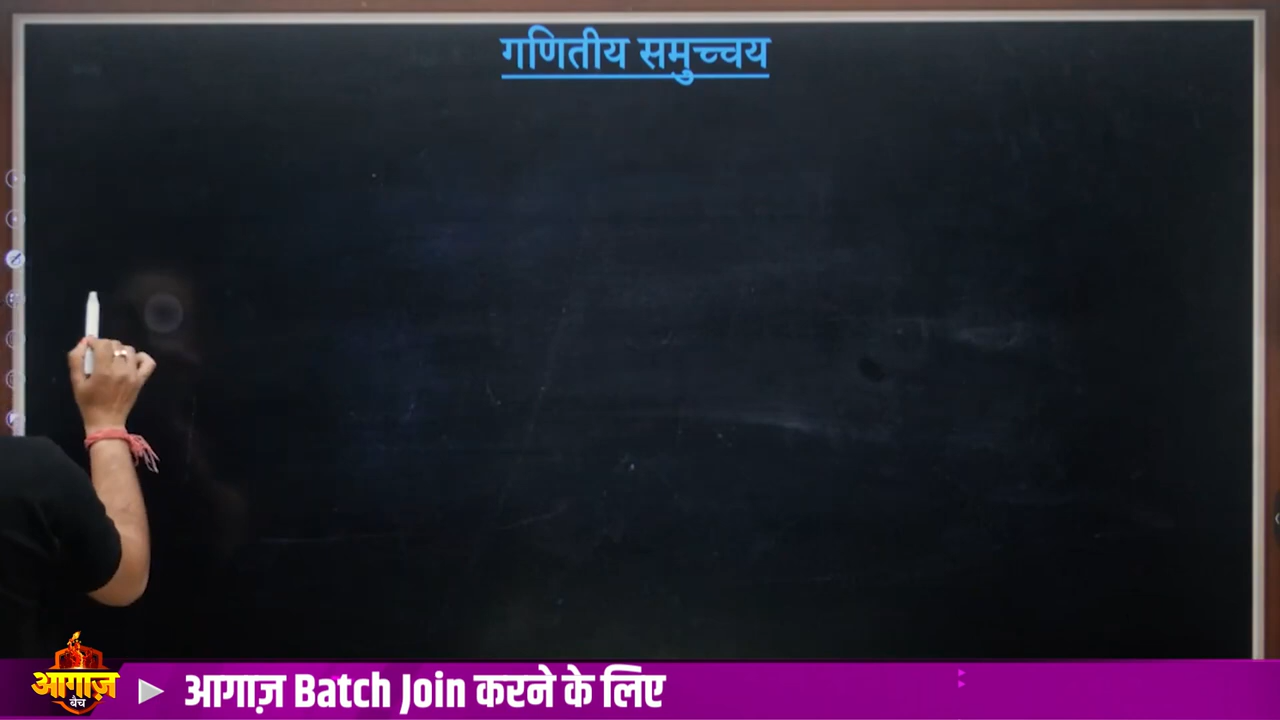 गणितीय समुच्चय
आगाज़
बैच
आगाज़ Batch Join करने के लिए